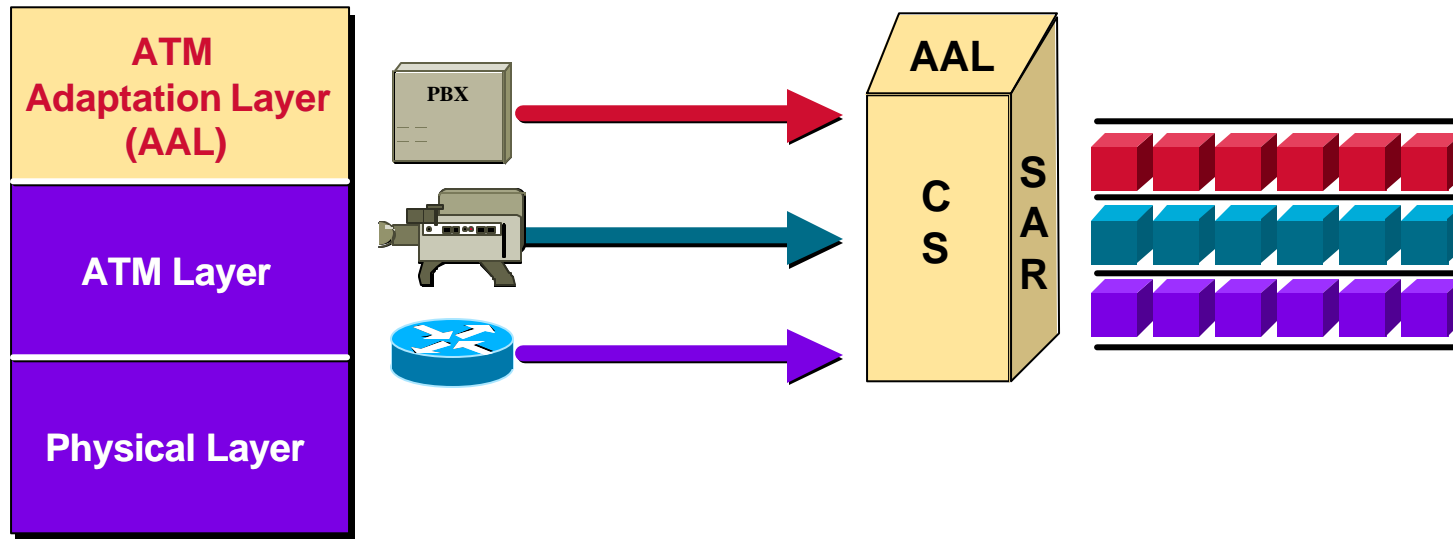 ATM
Adaptation Layer
(AAL)
ATM Layer
Physical Layer
PBX
AAL
C
S
S
A
R